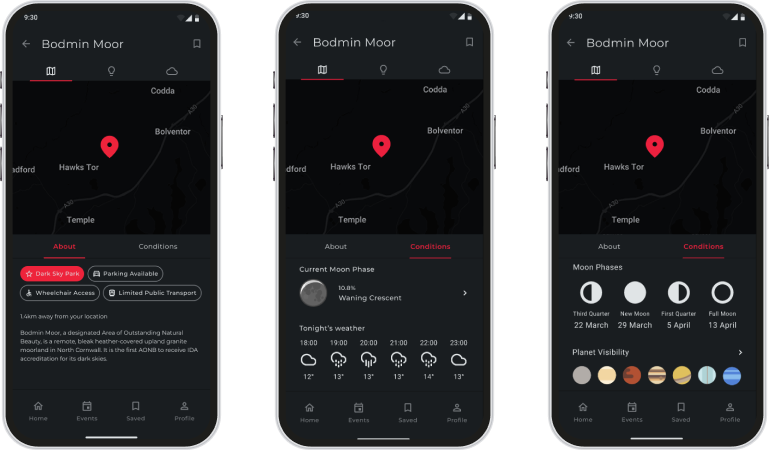 9:30
Bodmin Moor
Codda
A30
Bolventor
Hawks Tor
adford
A30
Temple
About
Conditions
Dark Sky Park
Parking Available
Wheelchair Access
Limited Public Transport
1.4km away from your location
Bodmin Moor, a designated Area of Outstanding Natural
Beauty, is a remote, bleak heather-covered upland granite
moorland in North Cornwall. It is the first AONB to receive IDA
accreditation for its dark skies.
Home Events Saved Profile
9:30
Bodmin Moor
Codda
A30
Bolventor
Hawks Tor
adford
A30
Temple
About
Conditions
Current Moon Phase
10.8%
Waning Crescent
Tonight's weather
18:00 19:00 20:00 21:00 22:00 23:00
12° 13° 13° 13° 14° 13°
Home Events Saved Profile
9:30
Bodmin Moor
Codda
A30
Bolventor
Hawks Tor
adford
A30
Temple
About
Conditions
Moon Phases
Third Quarter New Moon First Quarter Full Moon
22 March 29 March 5 April 13 April
Planet Visibility
Home Events Saved Profile